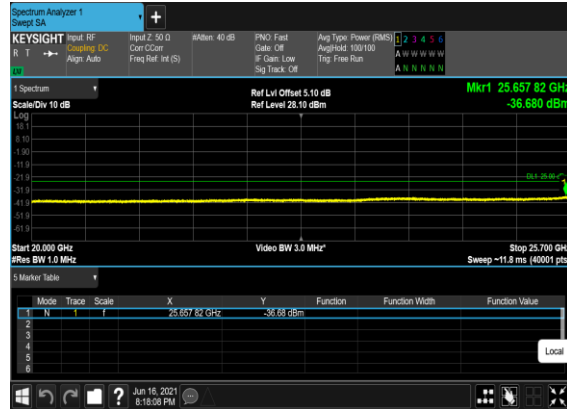 Spectrum Analyzer 1
Swept SA
+
KEYSIGHT Input: RF Input Z: 50 Ω #Atten: 40 dB PNO: Fast Avg Type: Power (RMS) 1 2 3 4 5 6
R T Coupling: DC Corr CCorr Gate: Off Avg|Hold: 100/100 A W W W W W
Align: Auto Freq Ref: Int (S) IF Gain: Low Trig: Free Run
Sig Track: Off A N N N N N
1 Spectrum Ref Lvl Offset 5.10 dB Mkr1 25.657 82 GHz
Scale/Div 10 dB Ref Level 28.10 dBm -36.680 dBm
Log
18.1
8.10
-1.90
-11.9
-21.9
-31.9
-41.9
-51.9
-61.9
Start 20.000 GHz Video BW 3.0 MHz* Stop 25.700 GHz
#Res BW 1.0 MHz Sweep ~11.8 ms (40001 pts)
5 Marker Table
Mode Trace Scale X Y Function Function Width Function Value
1 N 1 f 25.657 82 GHz -36.68 dBm
2
3
4
5
6
Local
? Jun 16, 2021
8:18:08 PM